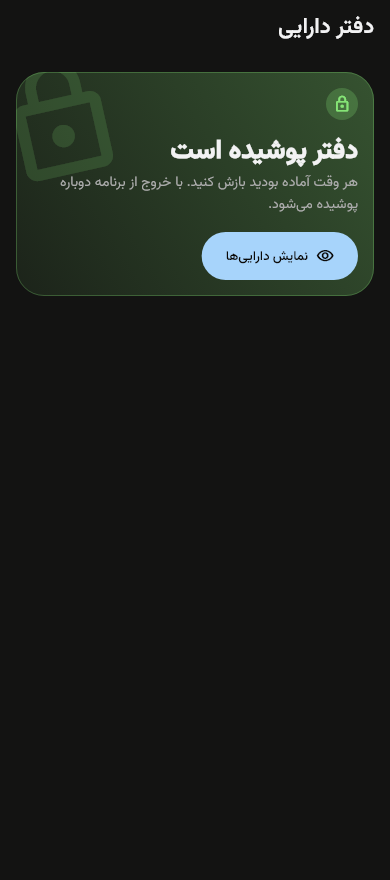 دفتر دارایی
دفتر پوشیده است
هر وقت آماده بودید بازش کنید. با خروج از برنامه دوباره
پوشیده می‌شود.
نمایش دارایی‌ها